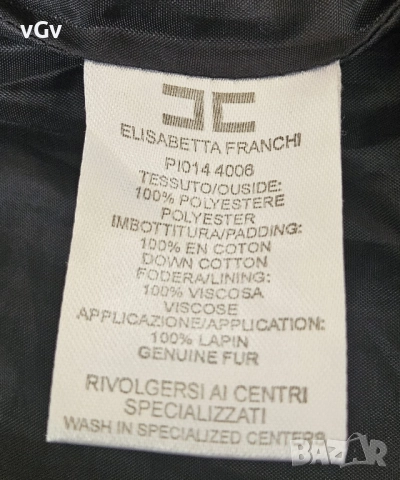 vGv
ELISABETTA FRANCHI
PI014 4006
TESSUTO/OUSIDE:
100% POLYESTERE
POLYESTER
IMBOTTITURA/PADDING:
100% EN COTON
DOWN COTTON
FODERA/LINING:
100% VISCOSA
VISCOSE
APPLICAZIONE/APPLICATION:
100% LAPIN
GENUINE FUR
RIVOLGERSI AI CENTRI
SPECIALIZZATI
WASH IN SPECIALIZED CENTERS
BAZAR